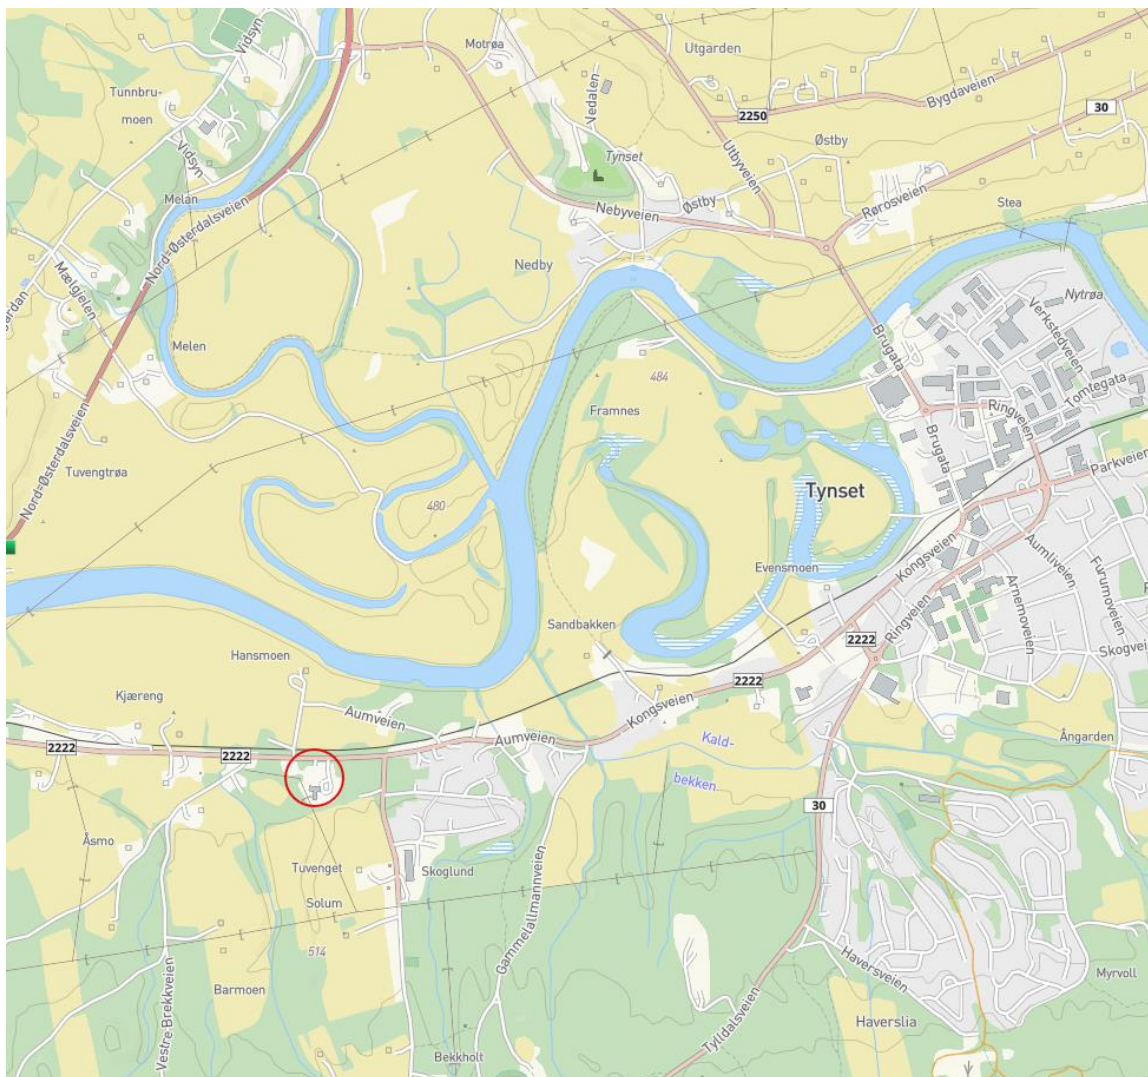 Vidsyn
Motrøa
Utgarden
Tunnbru-
moen
Nedalen
Bygdaveien
30
2250
Vidsyn
Tynset
Østby
Utbyveien
Melan
Østby
Nebyveien
Rørosveien
Stea
Nord-Østerdalsveien
Mælgjelen
Nedby
Nytrøa
Verkstedveien
Melen
Brugata
484
Tomtegata
Framnes
Ringveien
Nord-Østerdalsveien
Brugata
Parkveien
Tuvengtrøa
480
Tynset
Kongsveien
Aumliveien
Evensmoen
Furumoveien
Arnemoveien
Sandbakken
Ringveien
2222
Hansmoen
Skogvei
2222
Kjæreng
Kongsveien
Aumveien
Aumveien
Kald-
Ångarden
2222
2222
bekken
30
Åsmo
Tuvenget
Skoglund
Solum
Gammelallmannveien
514
Haversveien
Myrvoll
Barmoen
Vestre Brekkveien
Tylldalsveien
Haverslia
Bekkholt